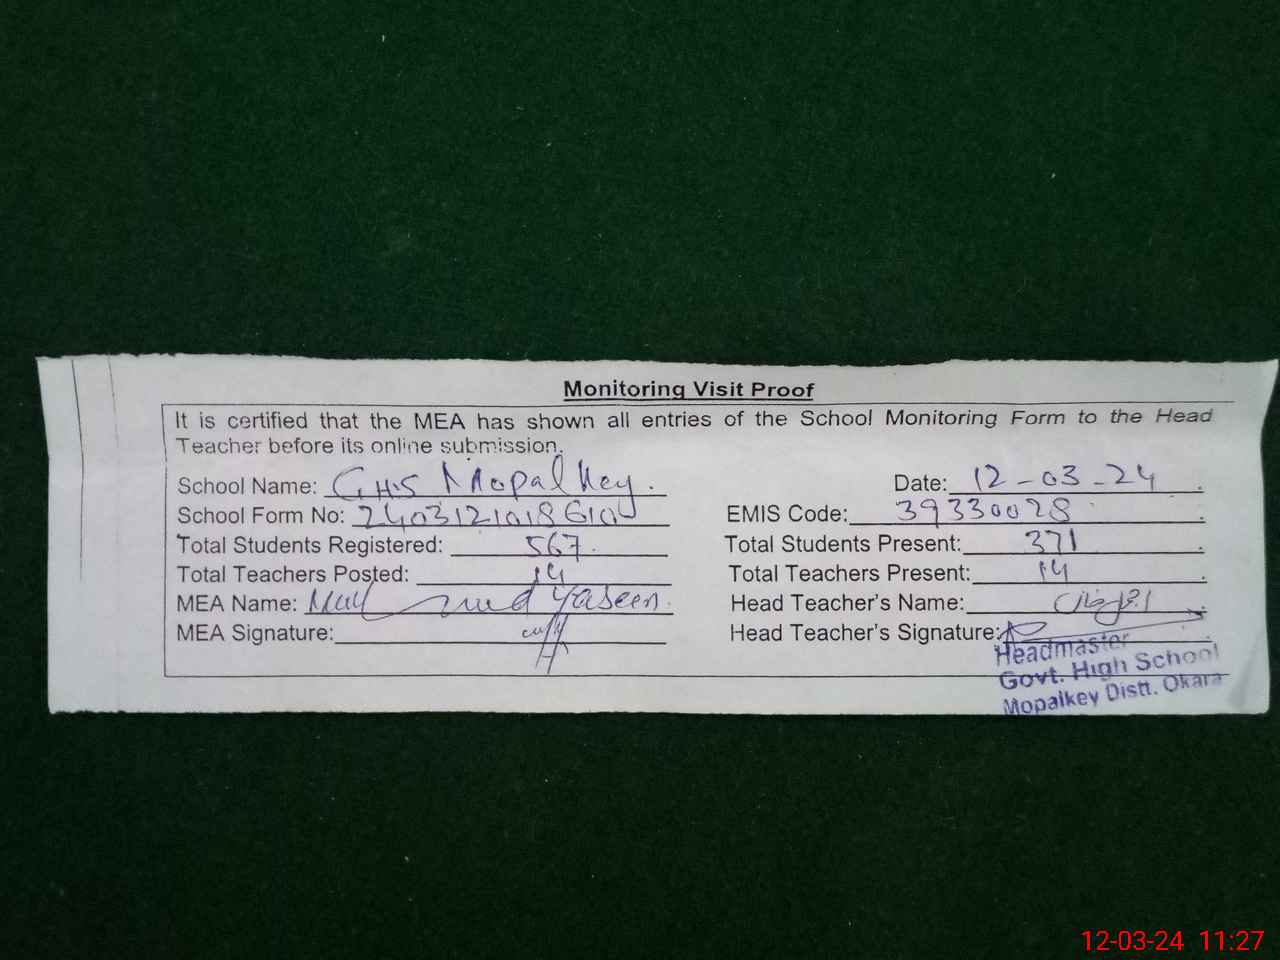 Monitoring Visit Proof
It is certified that the MEA has shown all entries of the School Monitoring Form to the Head
Teacher before its online submission.
School Name: GHS Mopalkey. Date: 12-03-24.
School Form No: EMIS Code: 39330028.
Total Students Registered: 567. Total Students Present: 371.
Total Teachers Posted: 14 Total Teachers Present: 14.
MEA Name: Yaseen. Head Teacher's Name:
MEA Signature: Head Teacher's Signature:
Headmaster
Govt. High School
Mopalkey Distt. Okara
12-03-24 11:27